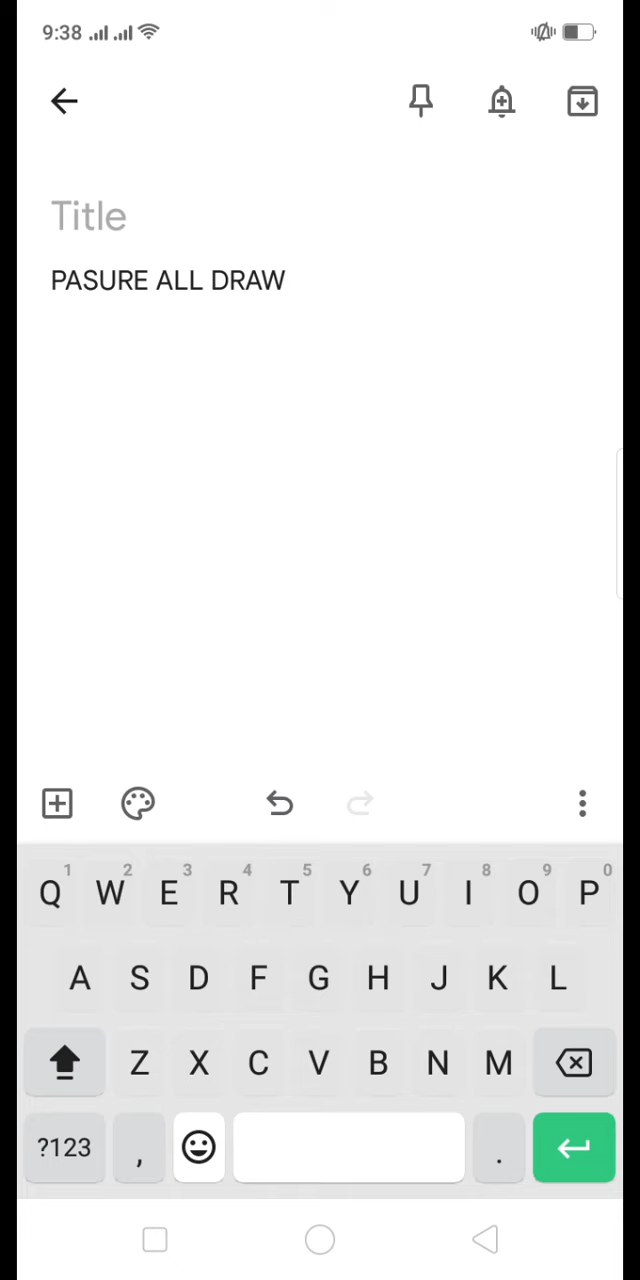 9:38
Title
PASURE ALL DRAW
1 2 3 4 5 6 7 8 9 0
Q W E R T Y U I O P
A S D F G H J K L
Z X C V B N M
?123 , .